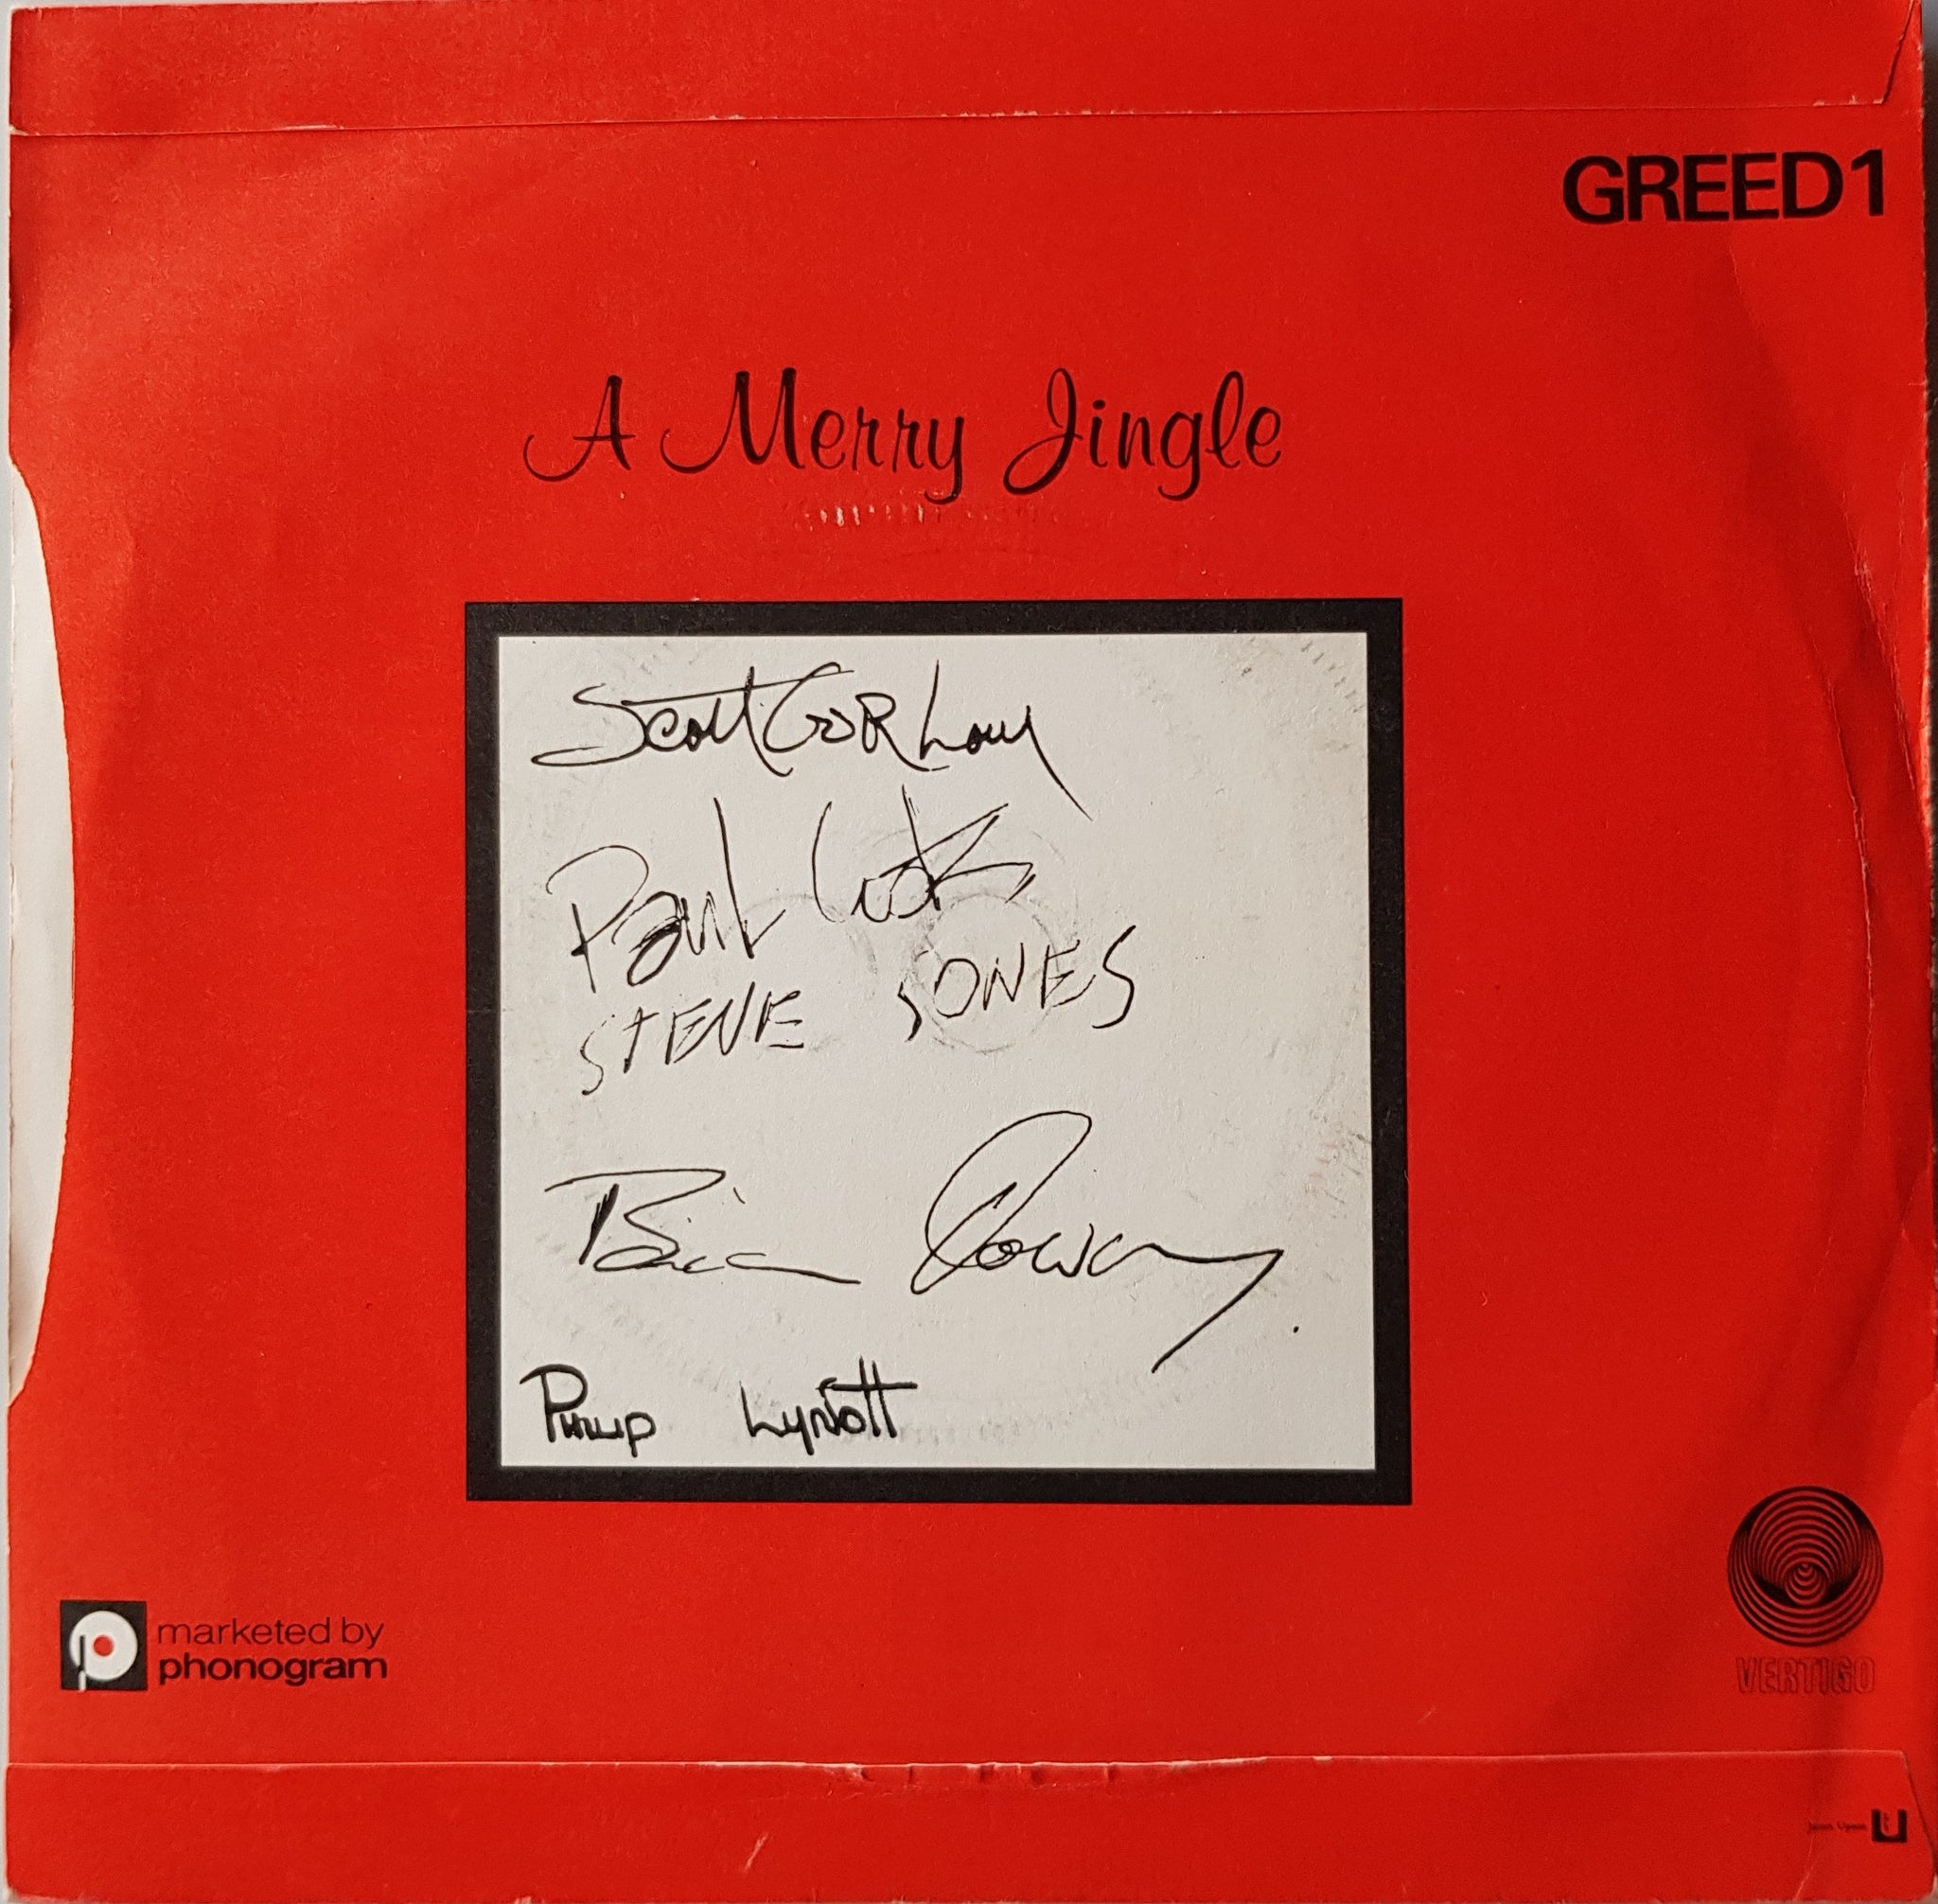 GREED1
A Merry Jingle
Scott Gorham
Paul Cook
STEVE JONES
Brian Downey.
Philip Lynott
marketed by
phonogram
VERTIGO